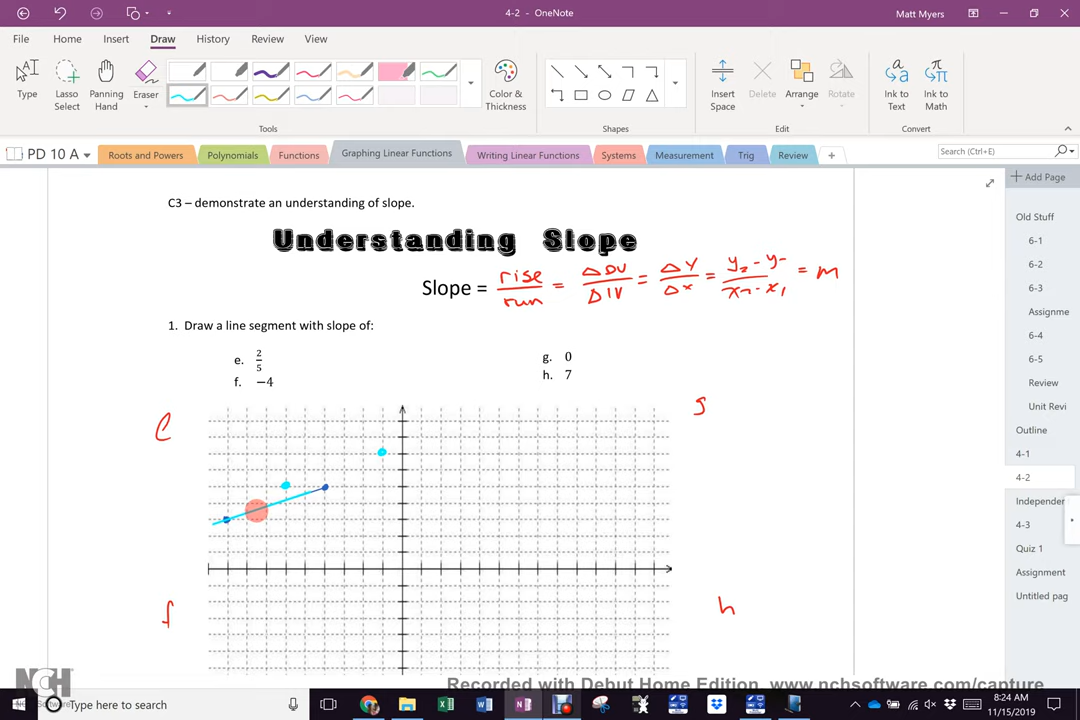 4-2 - OneNote
Matt Myers
File Home Insert Draw History Review View
Type
Lasso Select
Panning Hand
Eraser
Color & Thickness
Insert Space
Delete
Arrange
Rotate
Ink to Text
Ink to Math
Tools
Shapes
Edit
Convert
PD 10 A
Roots and Powers
Polynomials
Functions
Graphing Linear Functions
Writing Linear Functions
Systems
Measurement
Trig
Review
Search (Ctrl+E)
Add Page
C3 – demonstrate an understanding of slope.
Understanding Slope
Slope = rise/run = ΔDV/ΔIV = Δy/Δx = y₂-y/x₂-x₁ = m
1. Draw a line segment with slope of:
e. 2/5
f. −4
g. 0
h. 7
e
g
f
h
Old Stuff
6-1
6-2
6-3
Assignme
6-4
6-5
Review
Unit Revi
Outline
4-1
4-2
Independer
4-3
Quiz 1
Assignment
Untitled pag
NCH
Recorded with Debut Home Edition. www.nchsoftware.com/capture
Type here to search
8:24 AM
11/15/2019